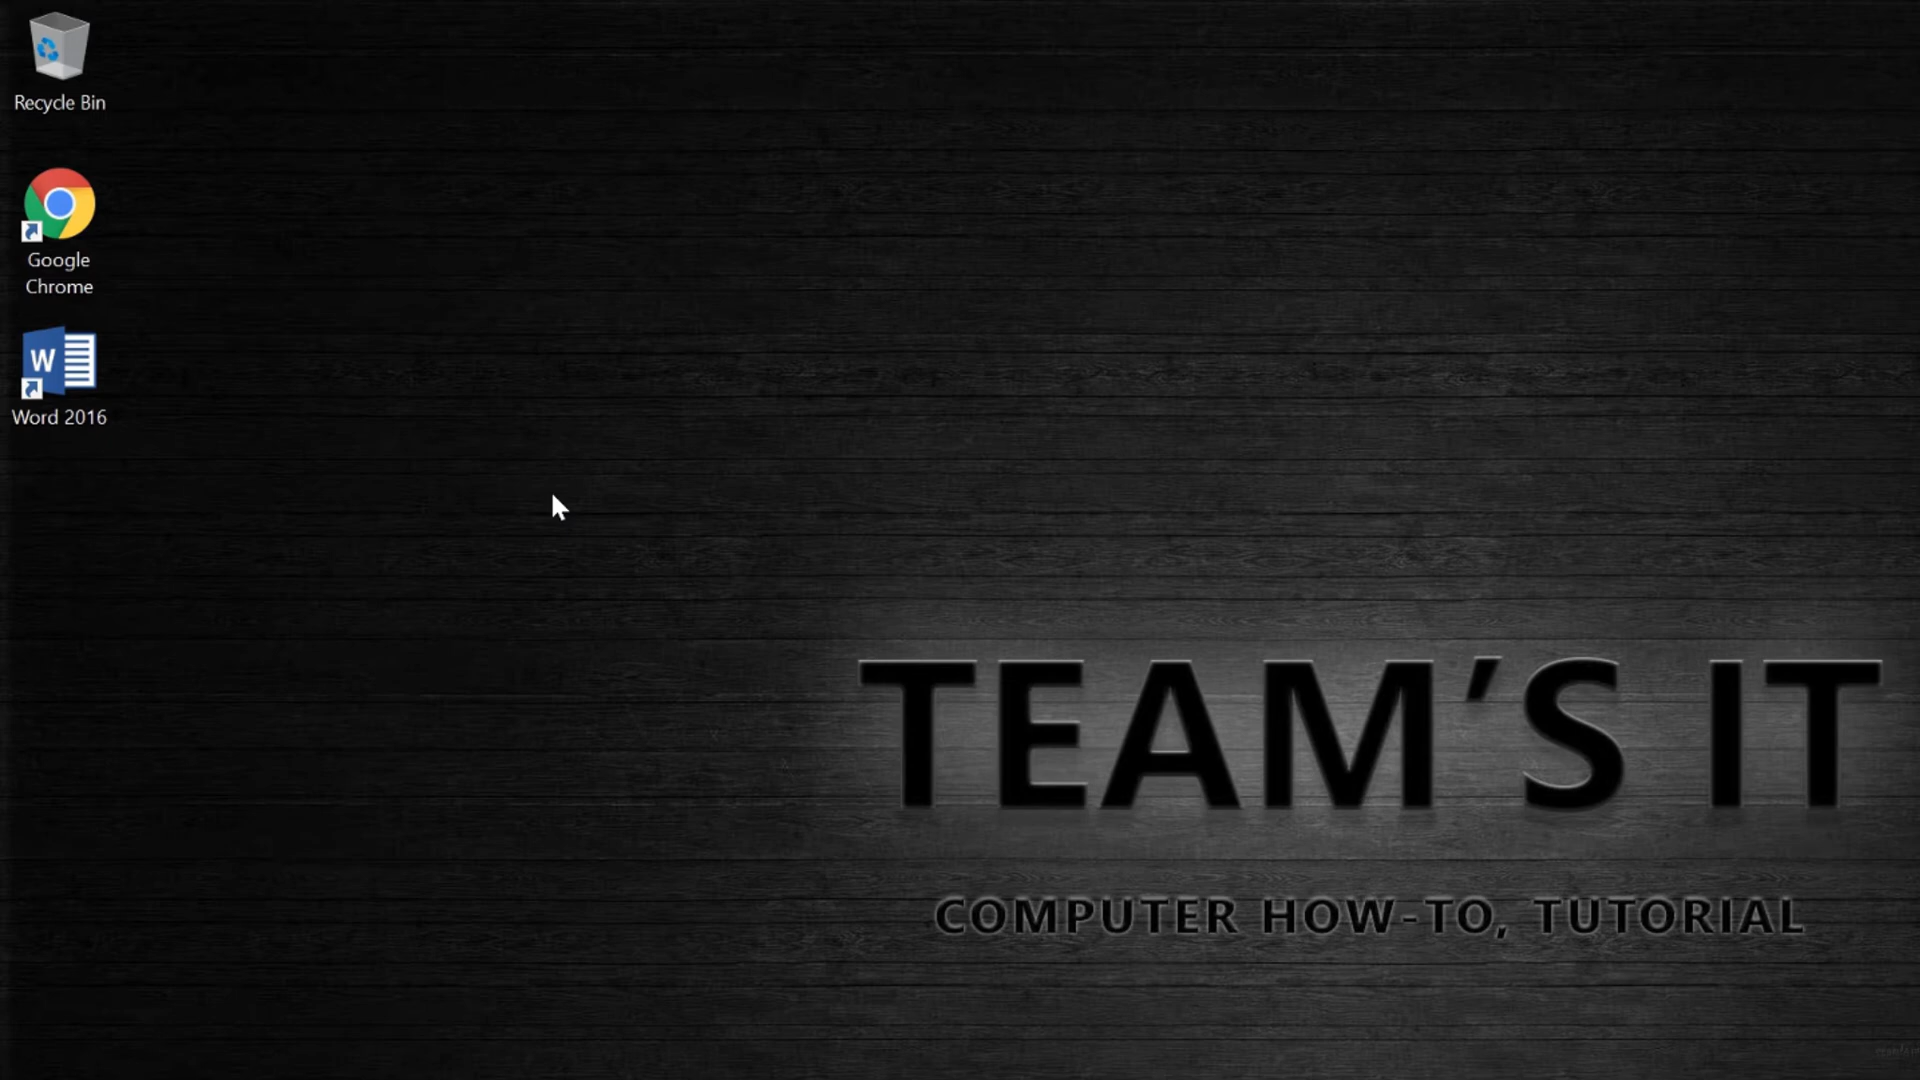 Recycle Bin
Google
Chrome
W
Word 2016
TEAM'S IT
COMPUTER HOW-TO, TUTORIAL